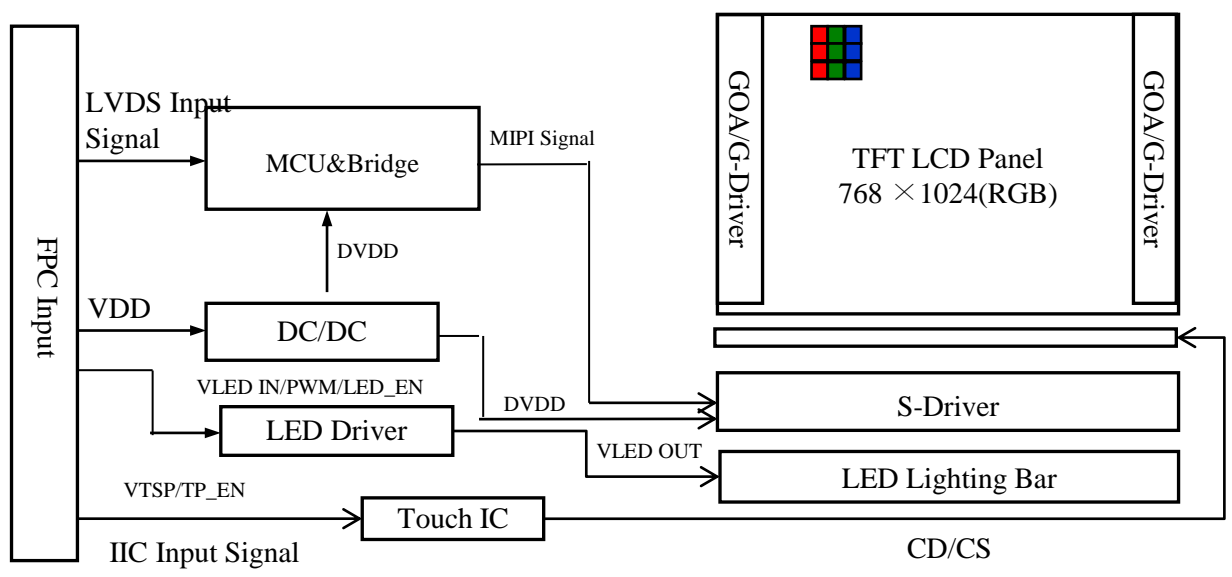 FPC Input
LVDS Input
Signal
MCU&Bridge
MIPI Signal
DVDD
VDD
DC/DC
VLED IN/PWM/LED_EN
LED Driver
DVDD
VLED OUT
VTSP/TP_EN
Touch IC
IIC Input Signal
CD/CS
GOA/G-Driver
TFT LCD Panel
768 ×1024(RGB)
GOA/G-Driver
S-Driver
LED Lighting Bar